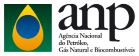 anp
Agência Nacional
do Petróleo,
Gás Natural e Biocombustíveis